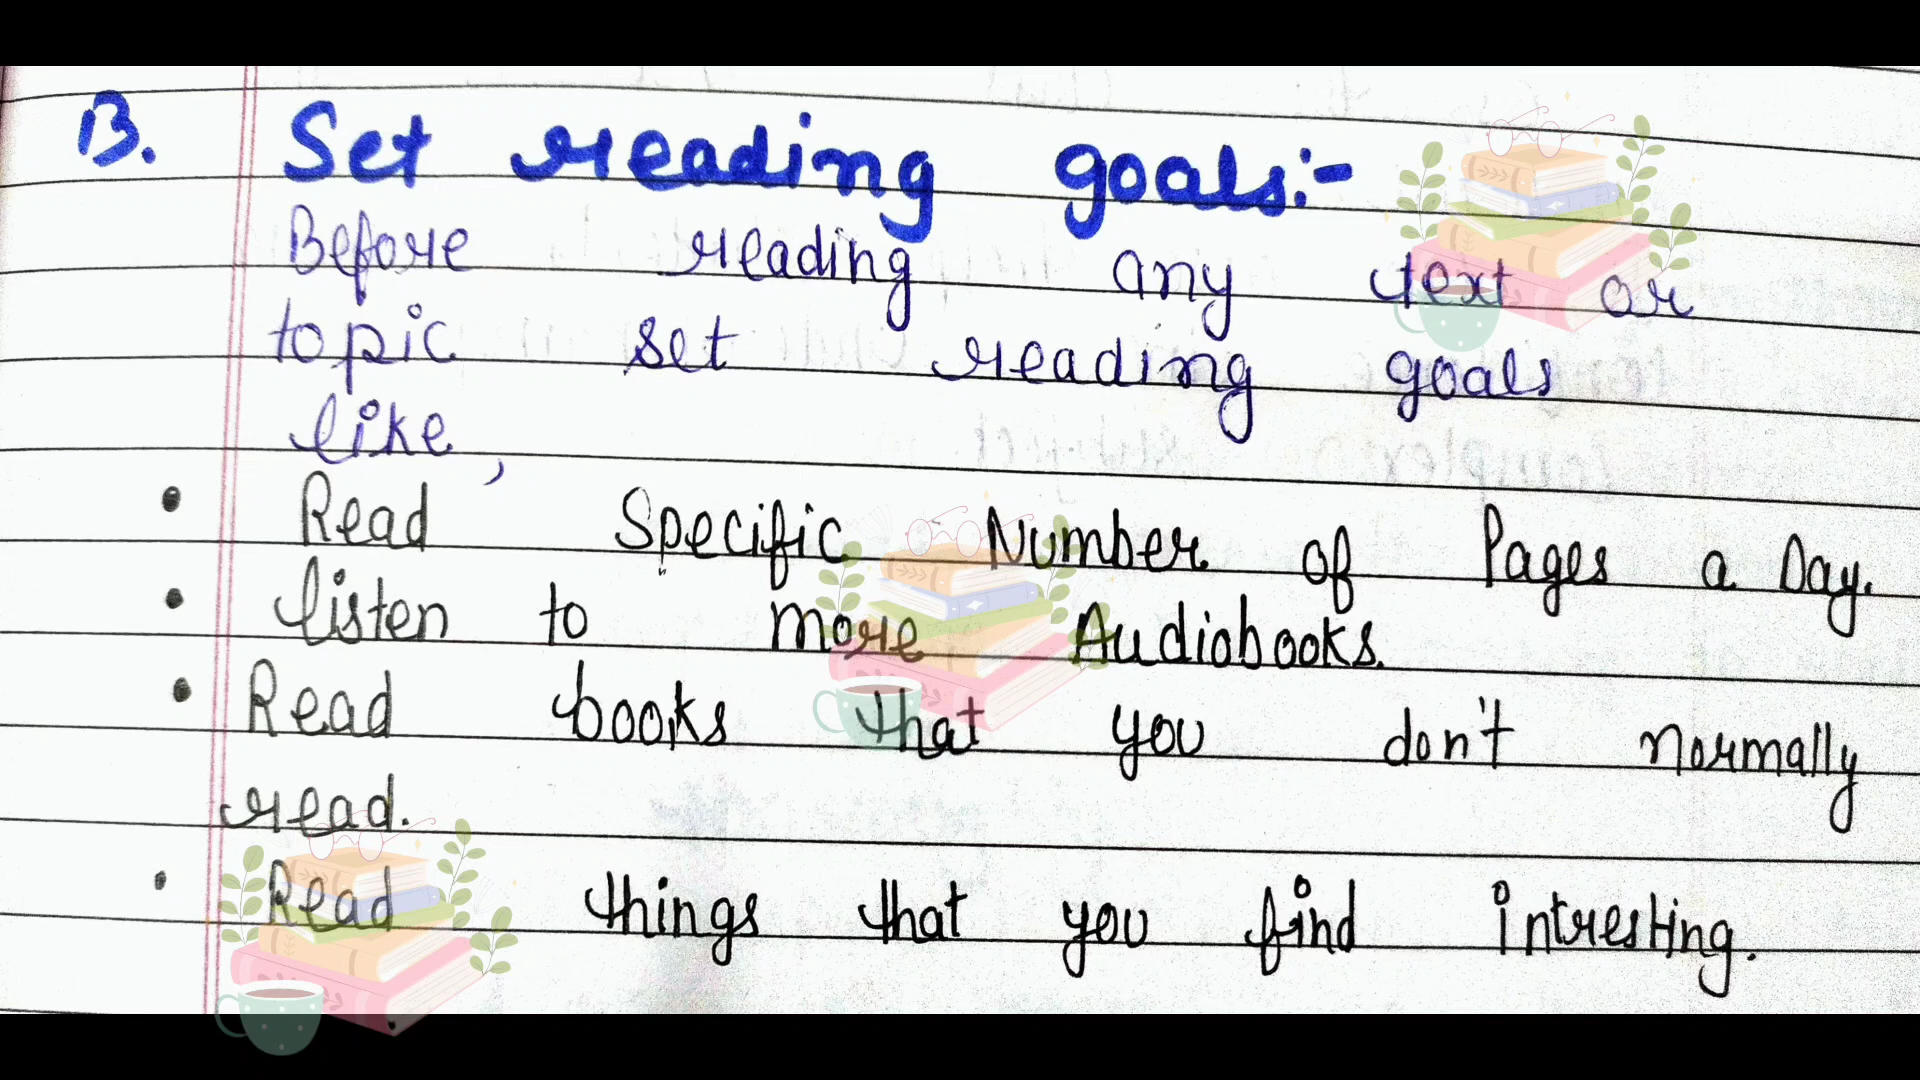 B. Set reading goals:-
Before reading any text or
topic set reading goals
like,
• Read Specific Number of Pages a Day.
• listen to more Audiobooks.
• Read books that you don't normally
read.
• Read things that you find intresting.